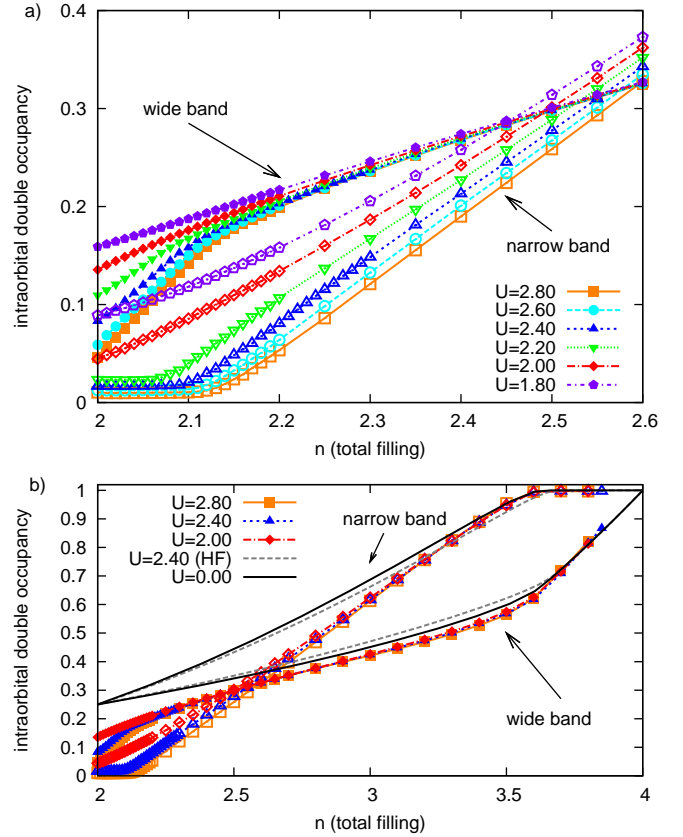 a)
0.4
0.3
0.2
0.1
0
intraorbital double occupancy
wide band
narrow band
U=2.80
U=2.60
U=2.40
U=2.20
U=2.00
U=1.80
2
2.1
2.2
2.3
2.4
2.5
2.6
n (total filling)
b)
1
0.9
0.8
0.7
0.6
0.5
0.4
0.3
0.2
0.1
0
intraorbital double occupancy
U=2.80
U=2.40
U=2.00
U=2.40 (HF)
U=0.00
narrow band
wide band
2
2.5
3
3.5
4
n (total filling)